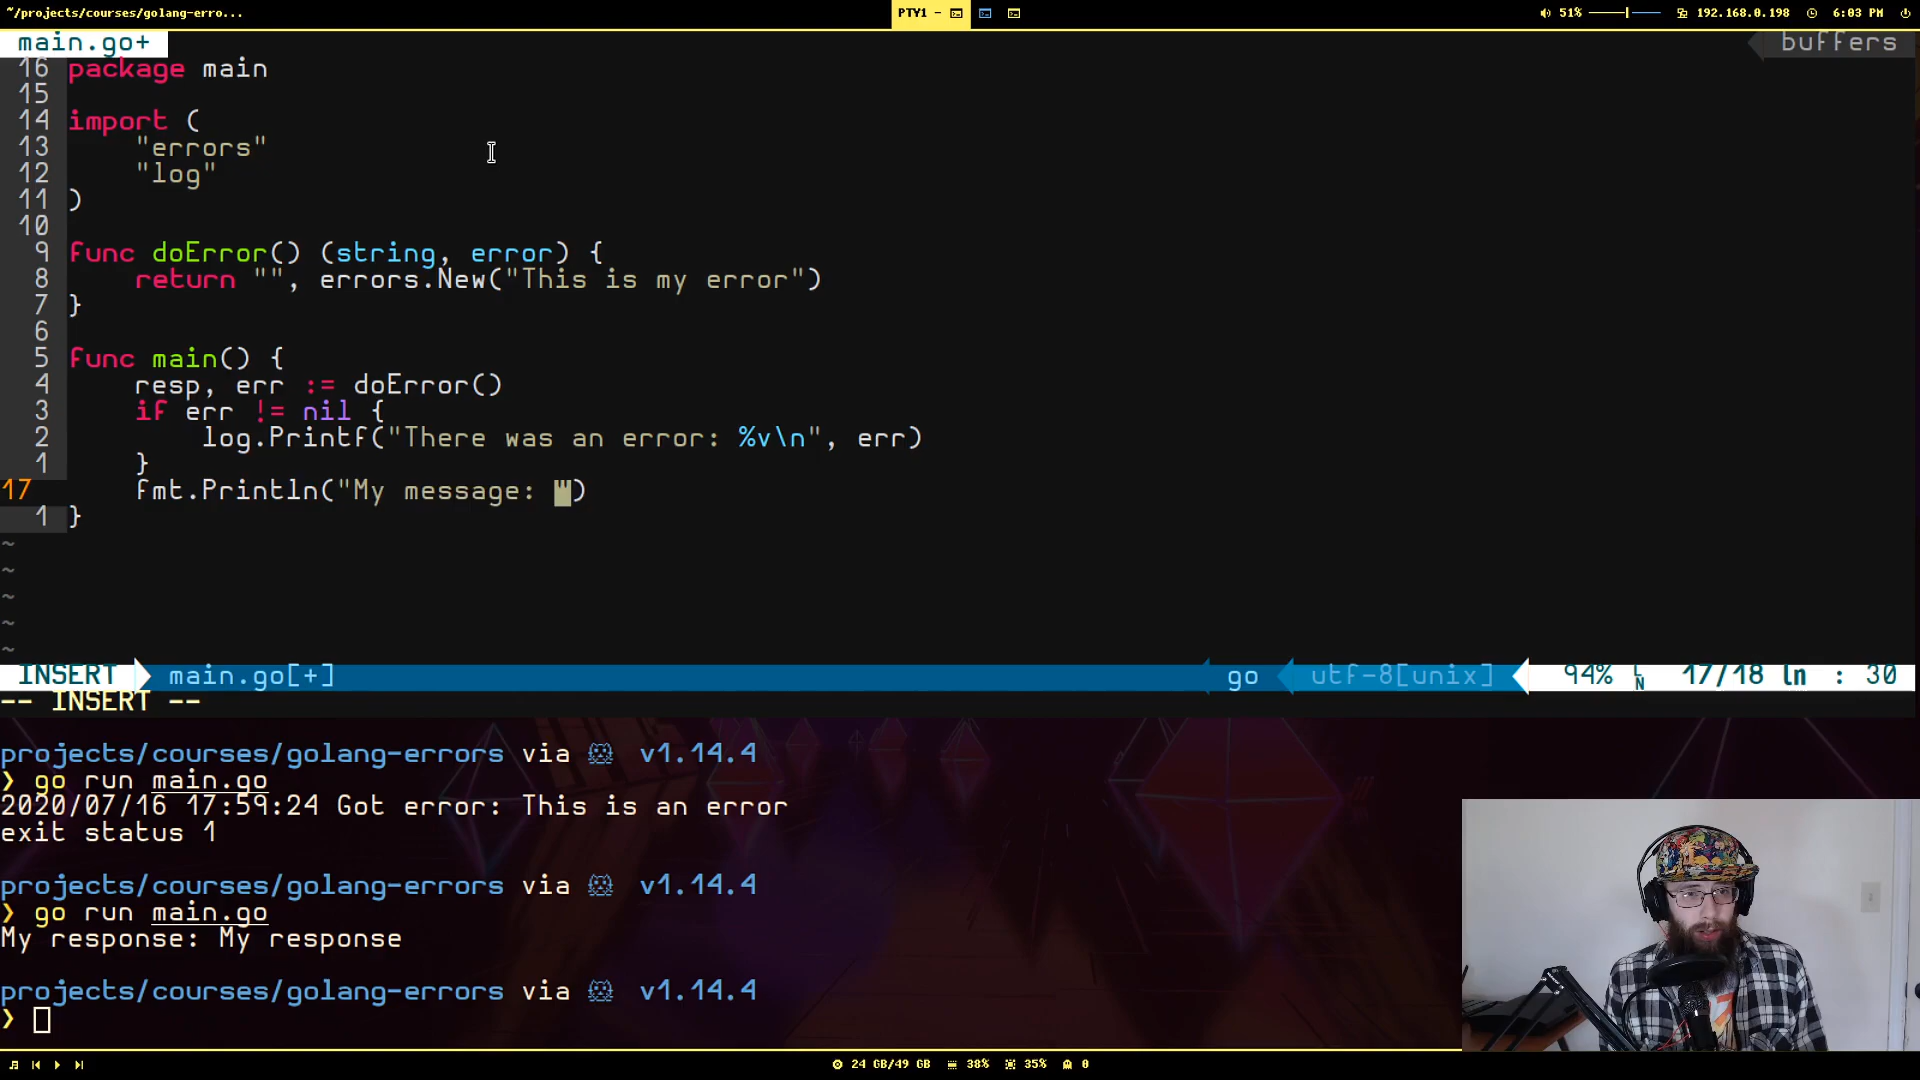 ~/projects/courses/golang-erro...
PTY1 -
51%
192.168.0.198
6:03 PM
main.go+
buffers
16 package main
15
14 import (
13 "errors"
12 "log"
11 )
10
9 func doError() (string, error) {
8 return "", errors.New("This is my error")
7 }
6
5 func main() {
4 resp, err := doError()
3 if err != nil {
2 log.Printf("There was an error: %v\n", err)
1 }
17 fmt.Println("My message: ")
1 }
~
~
~
~
~
INSERT main.go[+] go utf-8[unix] 94% LN 17/18 ln : 30
-- INSERT --
projects/courses/golang-errors via 🐹 v1.14.4
❯ go run main.go
2020/07/16 17:59:24 Got error: This is an error
exit status 1
projects/courses/golang-errors via 🐹 v1.14.4
❯ go run main.go
My response: My response
projects/courses/golang-errors via 🐹 v1.14.4
❯
24 GB/49 GB 38% 35% 0